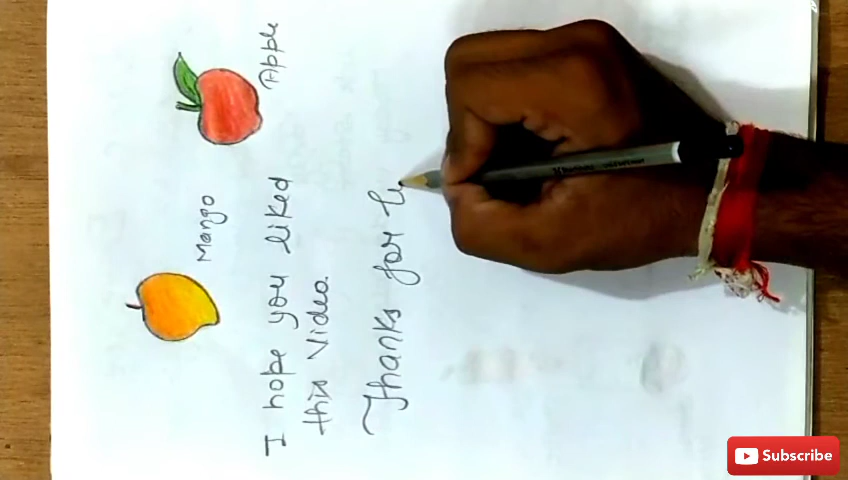 Mango
Apple
I hope you liked
this Video.
Thanks for
Subscribe